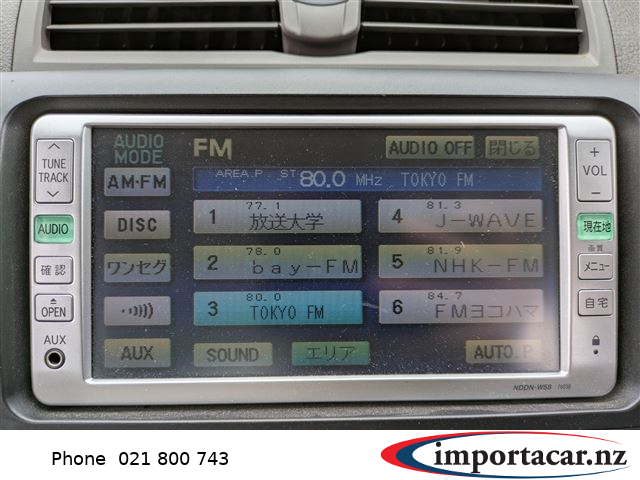 AUDIO MODE
FM
AUDIO OFF
閉じる
AREA.P ST 80.0 MHz TOKYO FM
TUNE
TRACK
AUDIO
確認
OPEN
AUX
AM·FM
DISC
ワンセグ
AUX
1 77.1 放送大学
4 81.3 J-WAVE
2 78.0 bay-FM
5 81.9 NHK-FM
3 80.0 TOKYO FM
6 84.7 FMヨコハマ
SOUND
エリア
AUTO.P
+
VOL
-
現在地
画質
メニュー
自宅
NDDN-W58
Phone 021 800 743
importacar.nz